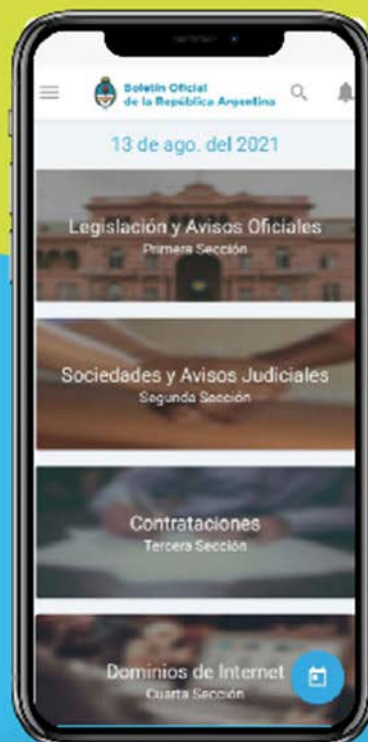 Boletín Oficial
de la República Argentina
13 de ago. del 2021
Legislación y Avisos Oficiales
Primera Sección
Sociedades y Avisos Judiciales
Segunda Sección
Contrataciones
Tercera Sección
Dominios de Internet
Cuarta Sección